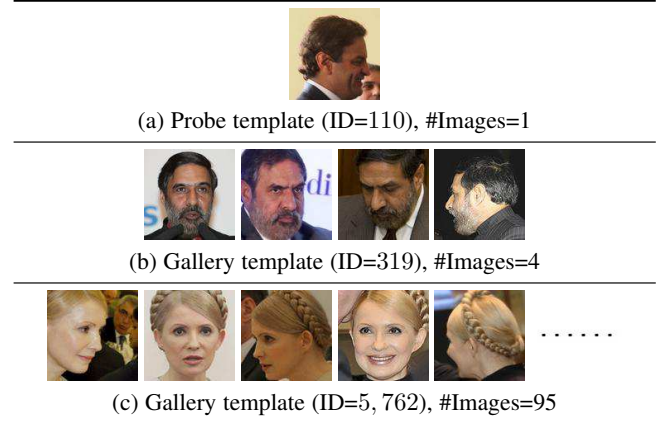 (a) Probe template (ID=110), #Images=1
s
di
(b) Gallery template (ID=319), #Images=4
......
(c) Gallery template (ID=5, 762), #Images=95